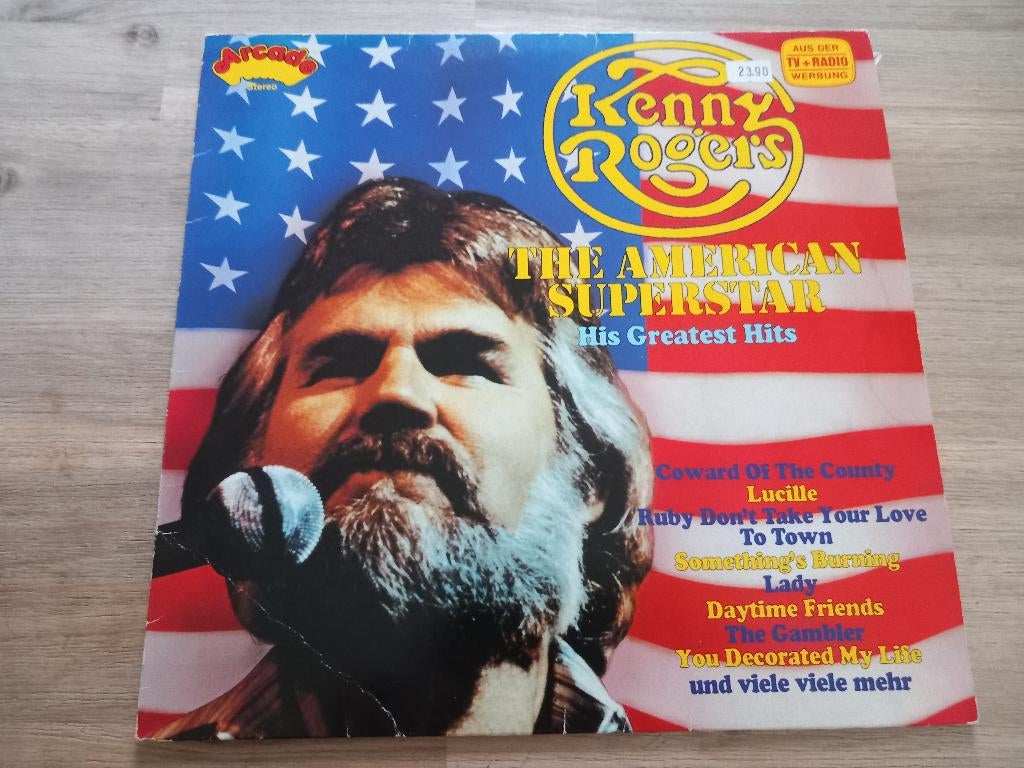 Arcade
Stereo
AUS DER
TV + RADIO
WERBUNG
23.90
Kenny
Rogers
THE AMERICAN
SUPERSTAR
His Greatest Hits
Coward Of The County
Lucille
Ruby Don't Take Your Love
To Town
Something's Burning
Lady
Daytime Friends
The Gambler
You Decorated My Life
und viele viele mehr